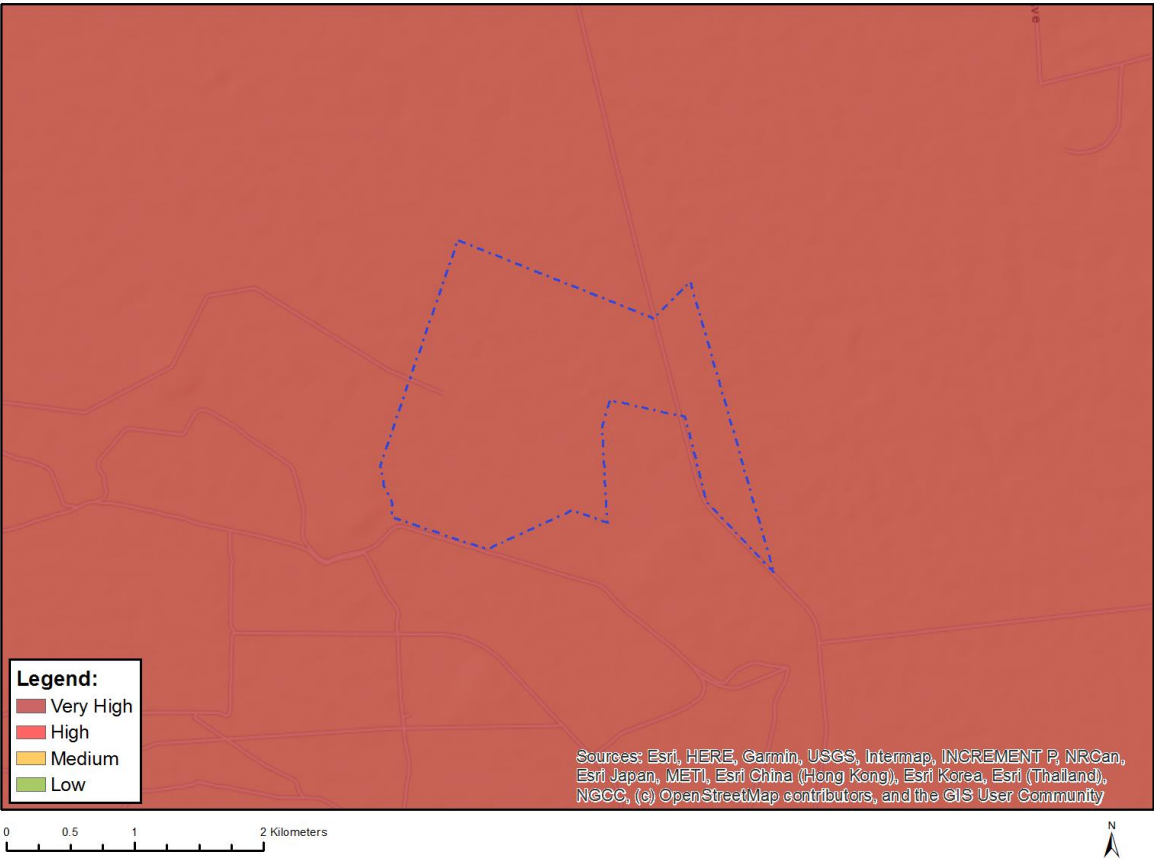 ve
Legend:
Very High
High
Medium
Low
Sources: Esri, HERE, Garmin, USGS, Intermap, INCREMENT P, NRCan,
Esri Japan, METI, Esri China (Hong Kong), Esri Korea, Esri (Thailand),
NGCC, (c) OpenStreetMap contributors, and the GIS User Community
0 0.5 1 2 Kilometers
N